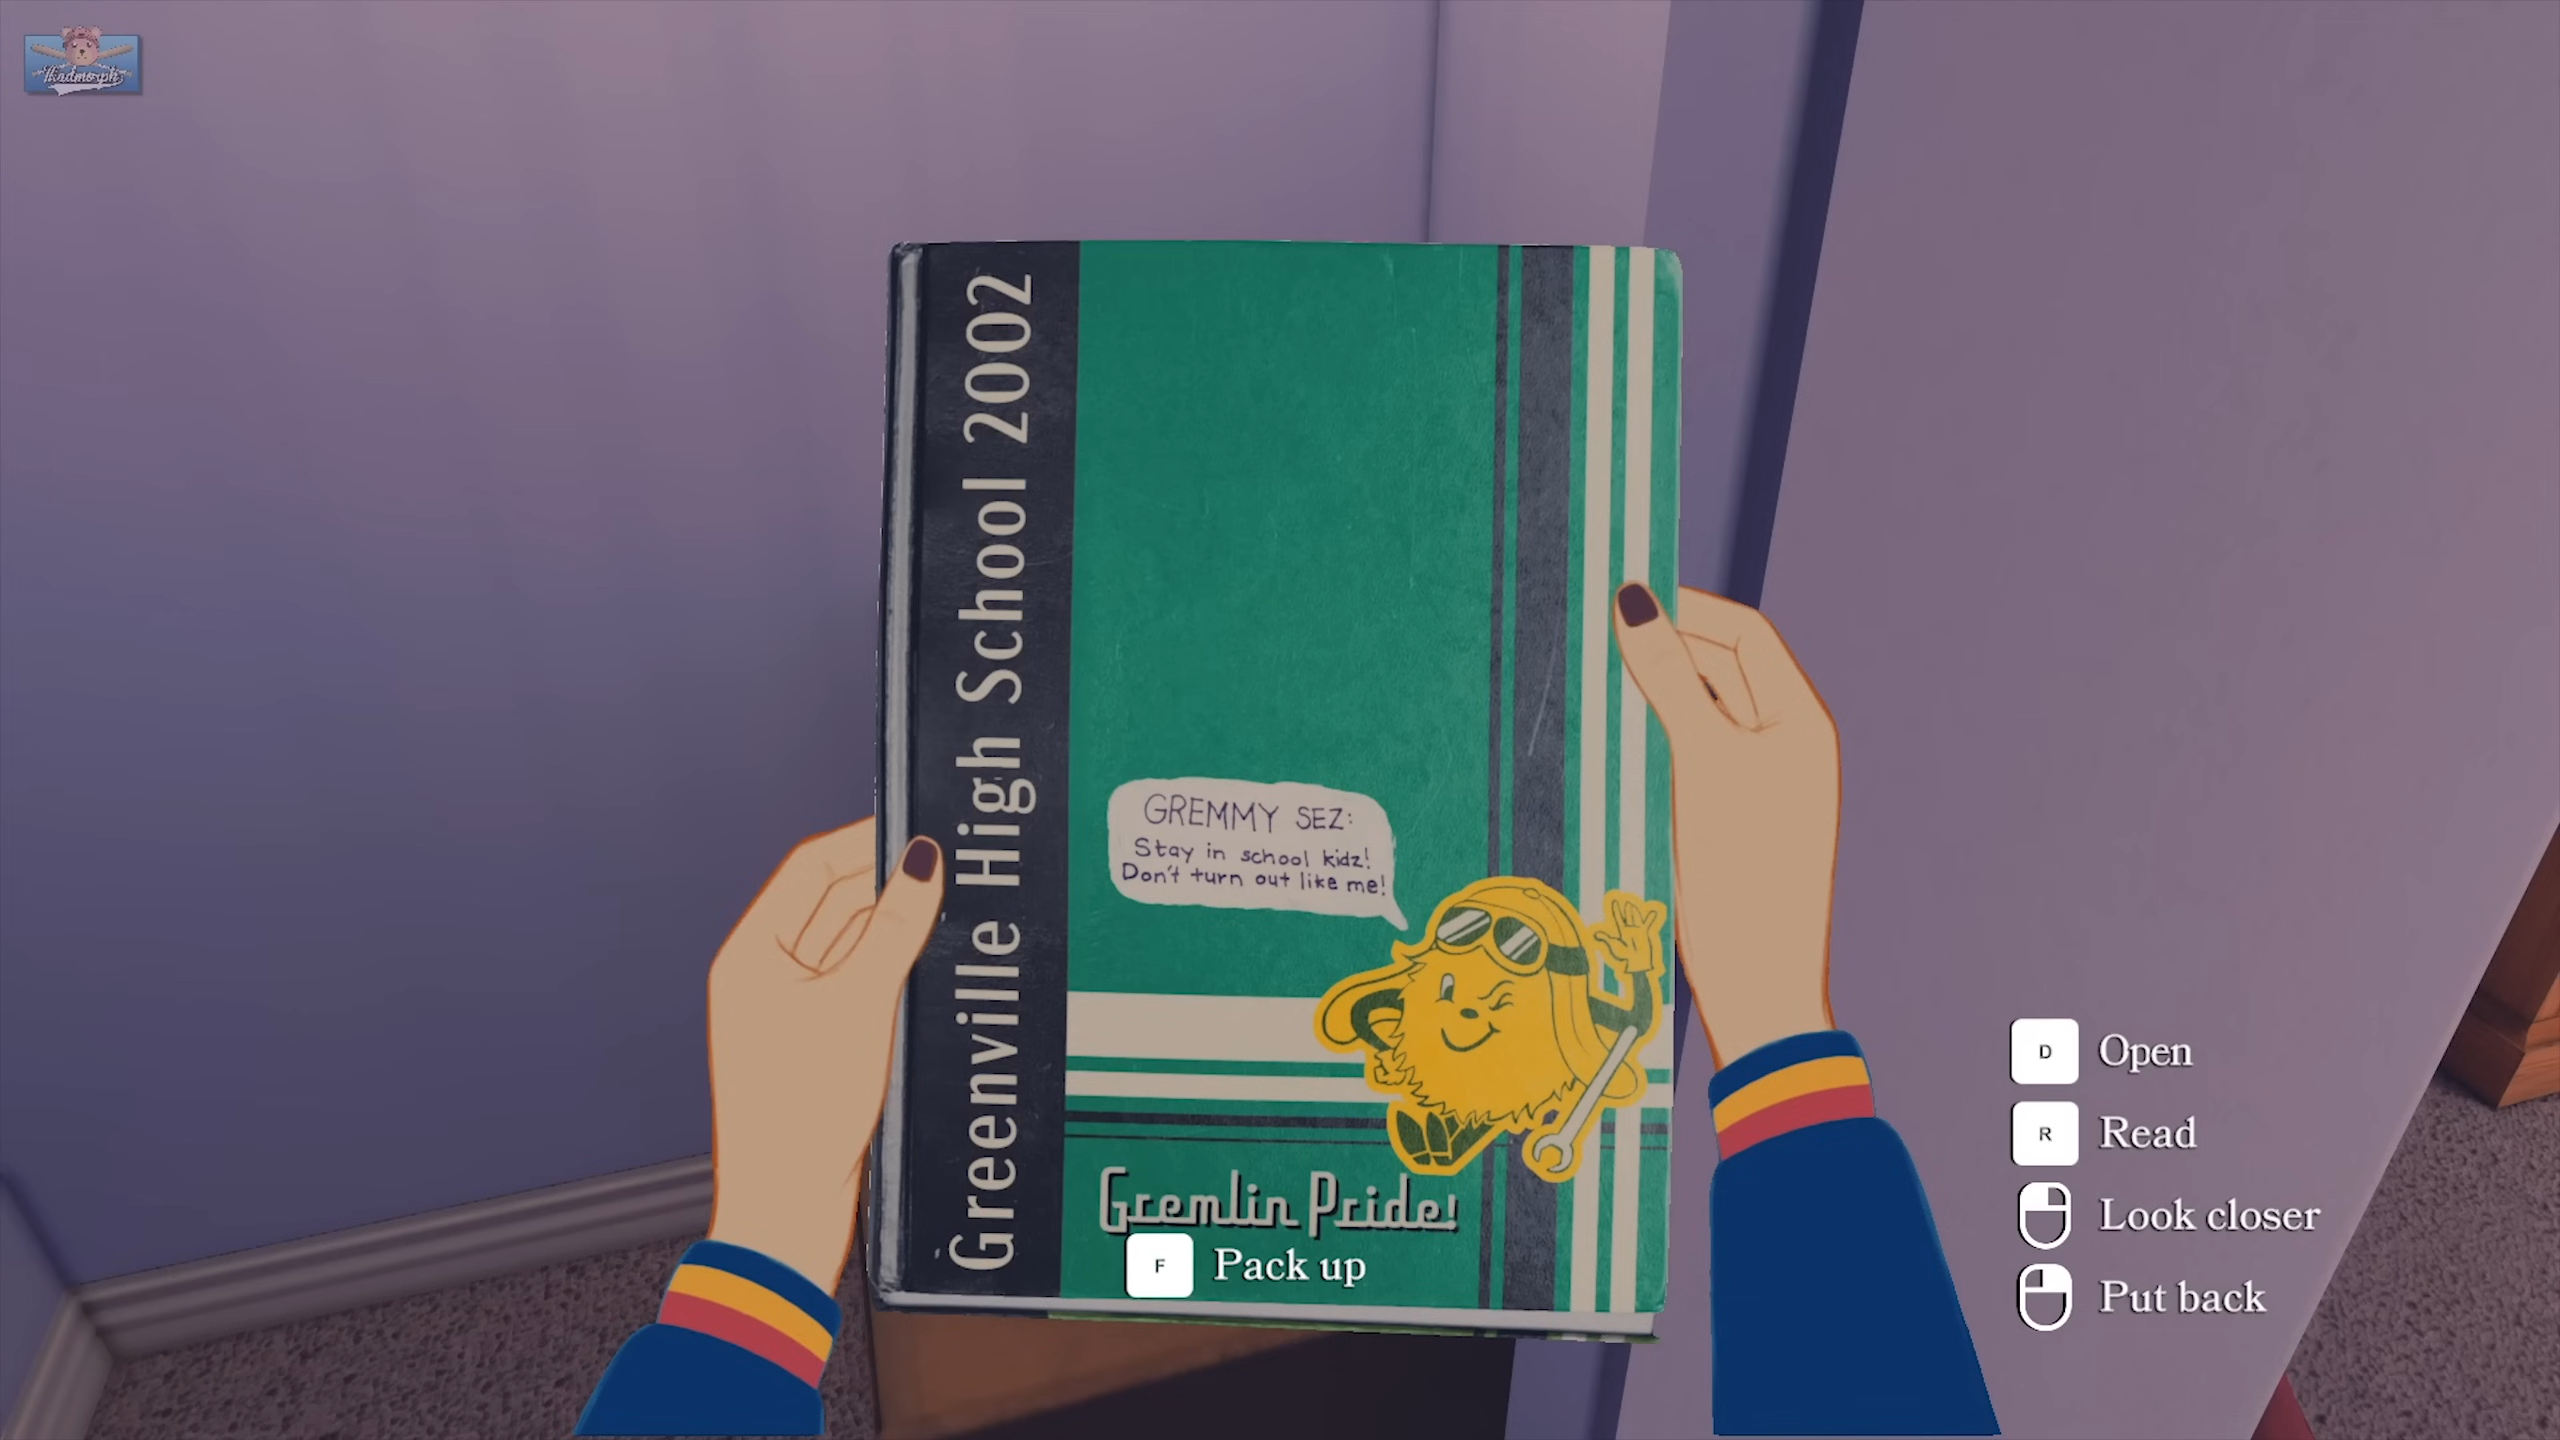 Hadmorph
Greenville High School 2002
GREMMY SEZ:
Stay in school kidz!
Don't turn out like me!
Gremlin Pride!
F Pack up
D Open
R Read
Look closer
Put back